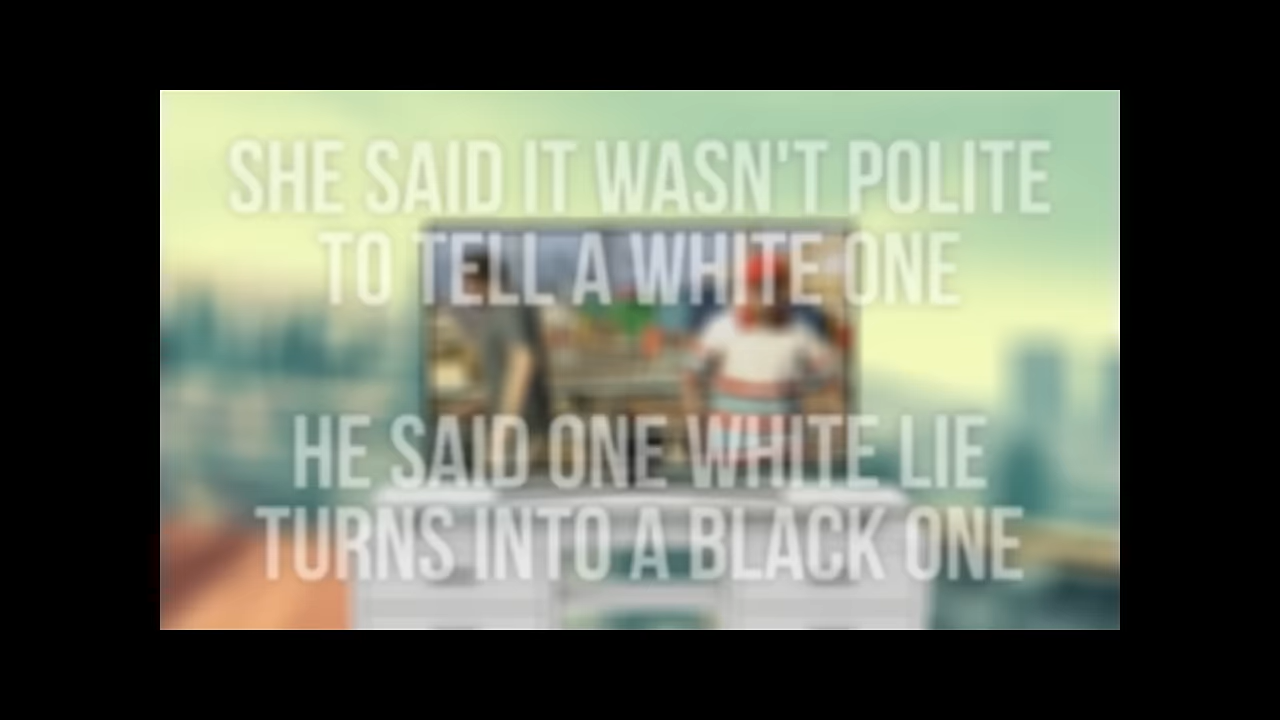 SHE SAID IT WASN'T POLITE
TO TELL A WHITE ONE
HE SAID ONE WHITE LIE
TURNS INTO A BLACK ONE